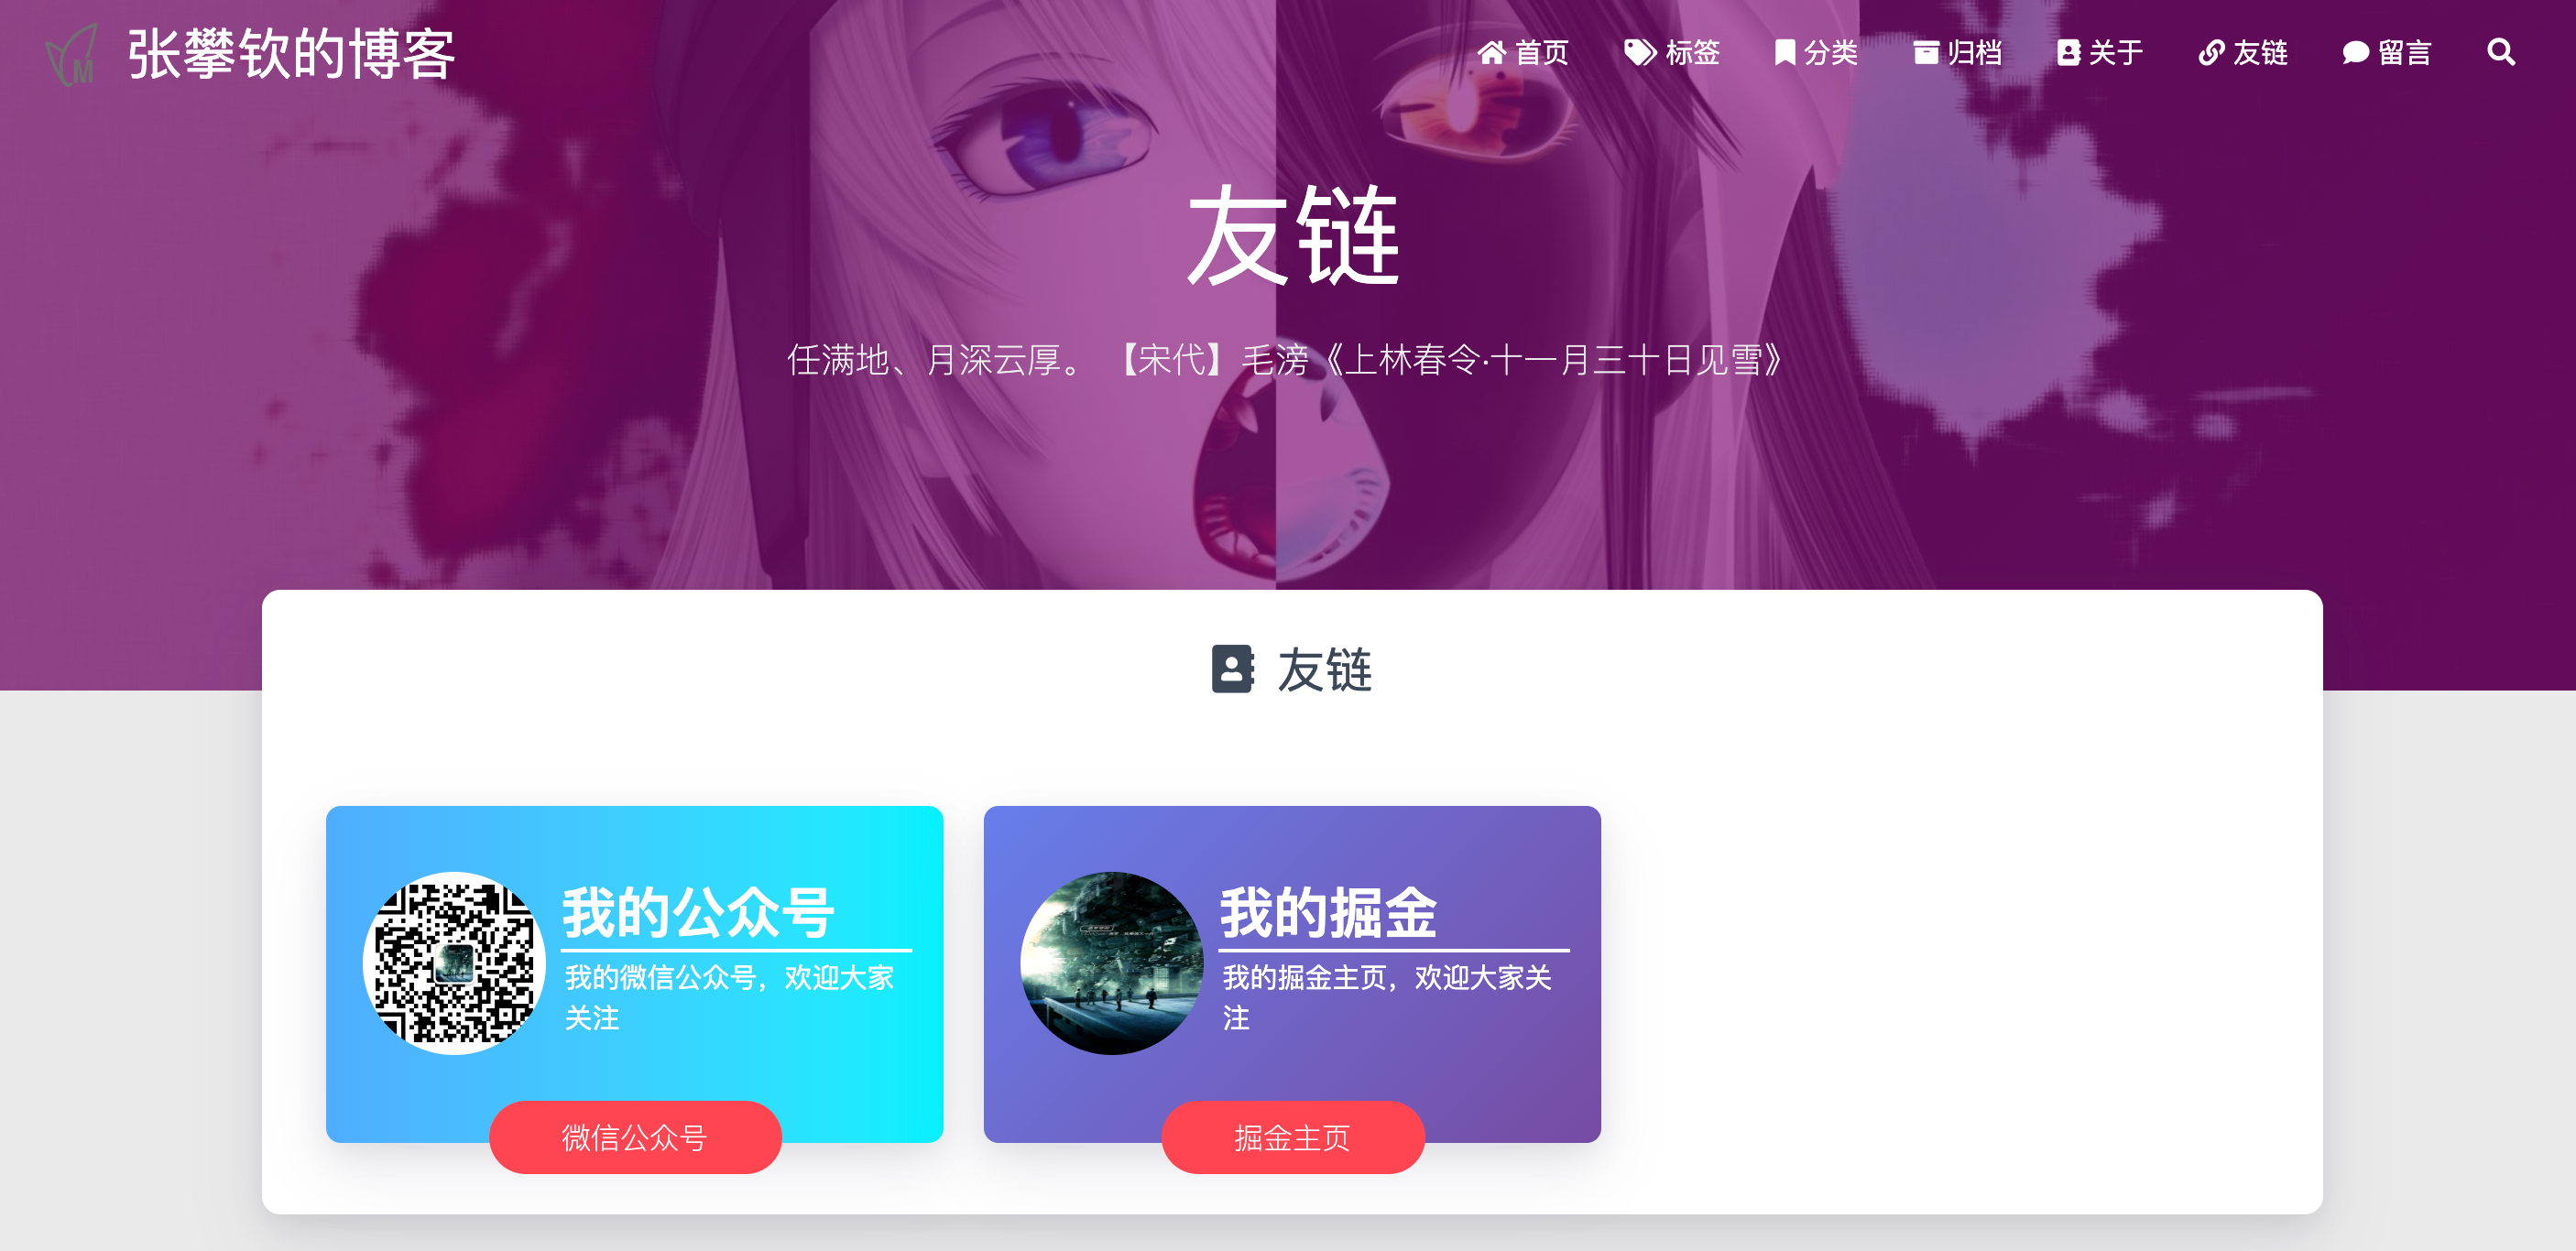 M
张攀钦的博客
首页 标签 分类 归档 关于 友链 留言
友链
任满地、月深云厚。 【宋代】毛滂《上林春令·十一月三十日见雪》
友链
我的公众号
我的微信公众号，欢迎大家
关注
微信公众号
我的掘金
我的掘金主页，欢迎大家关
注
掘金主页